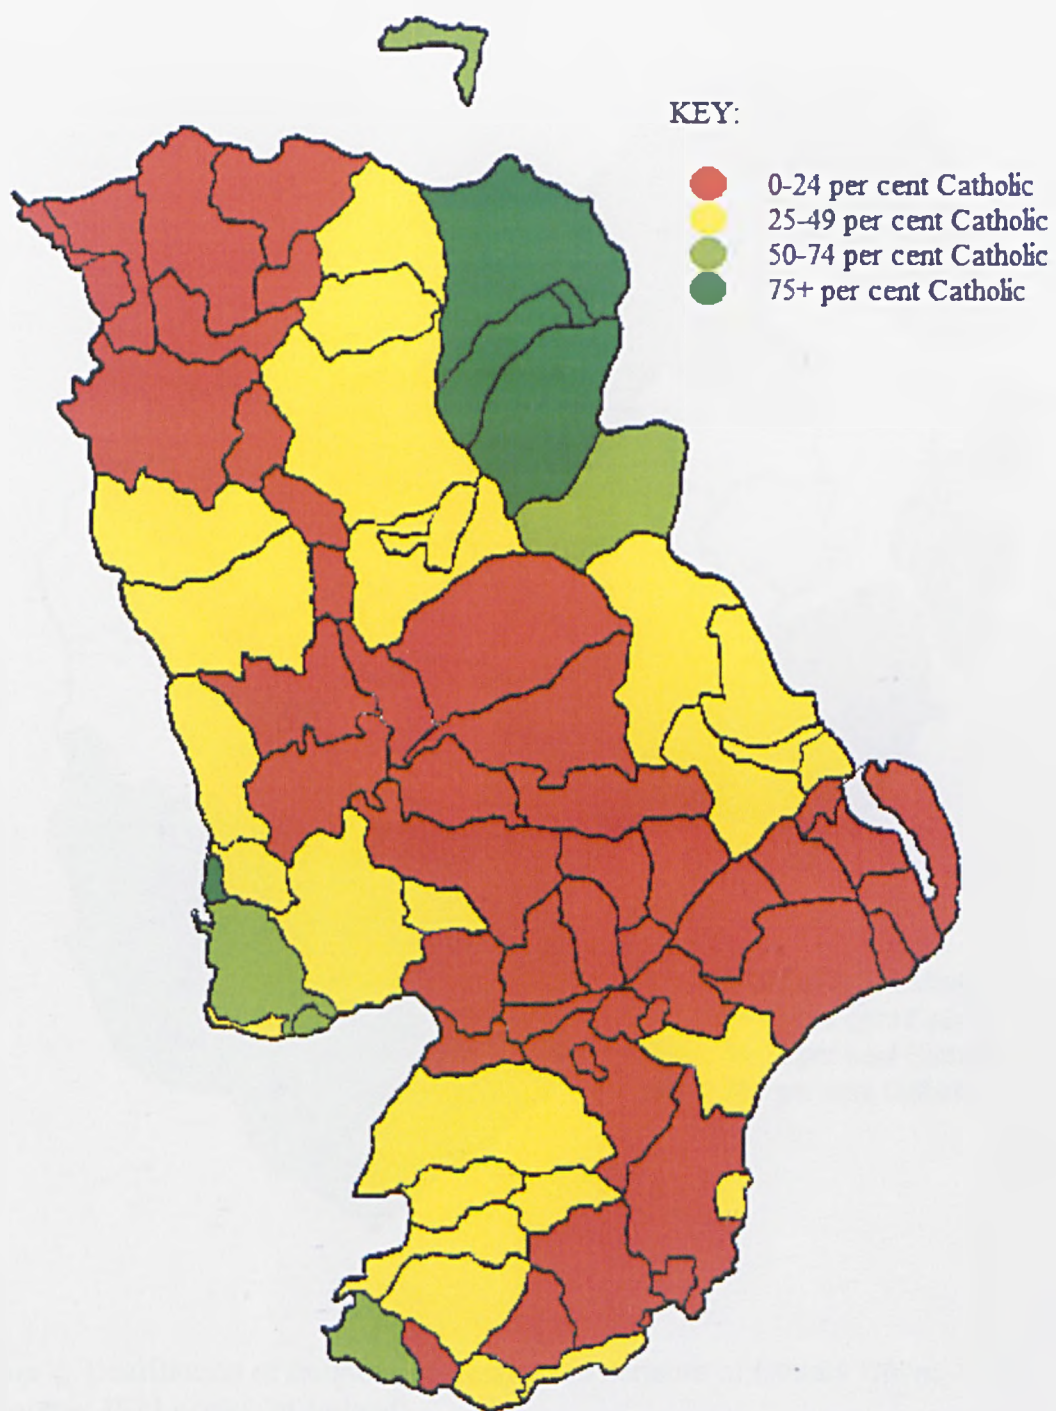 KEY:
0-24 per cent Catholic
25-49 per cent Catholic
50-74 per cent Catholic
75+ per cent Catholic